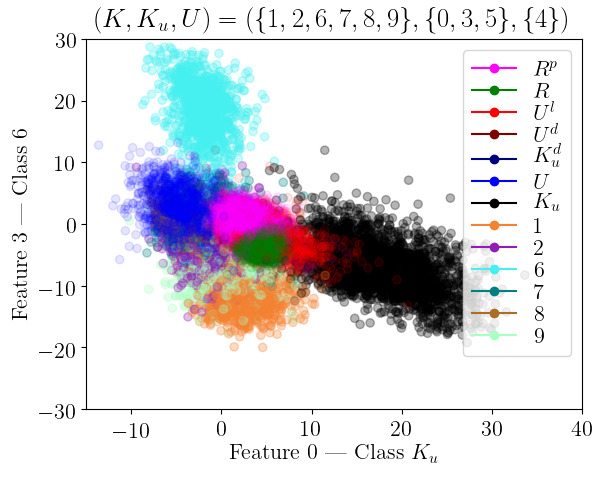 (K, K_u, U) = ({1, 2, 6, 7, 8, 9}, {0, 3, 5}, {4})
30
20
10
0
−10
−20
−30
Feature 3 — Class 6
−10
0
10
20
30
40
Feature 0 — Class K_u
R^p
R
U^l
U^d
K_u^d
U
K_u
1
2
6
7
8
9